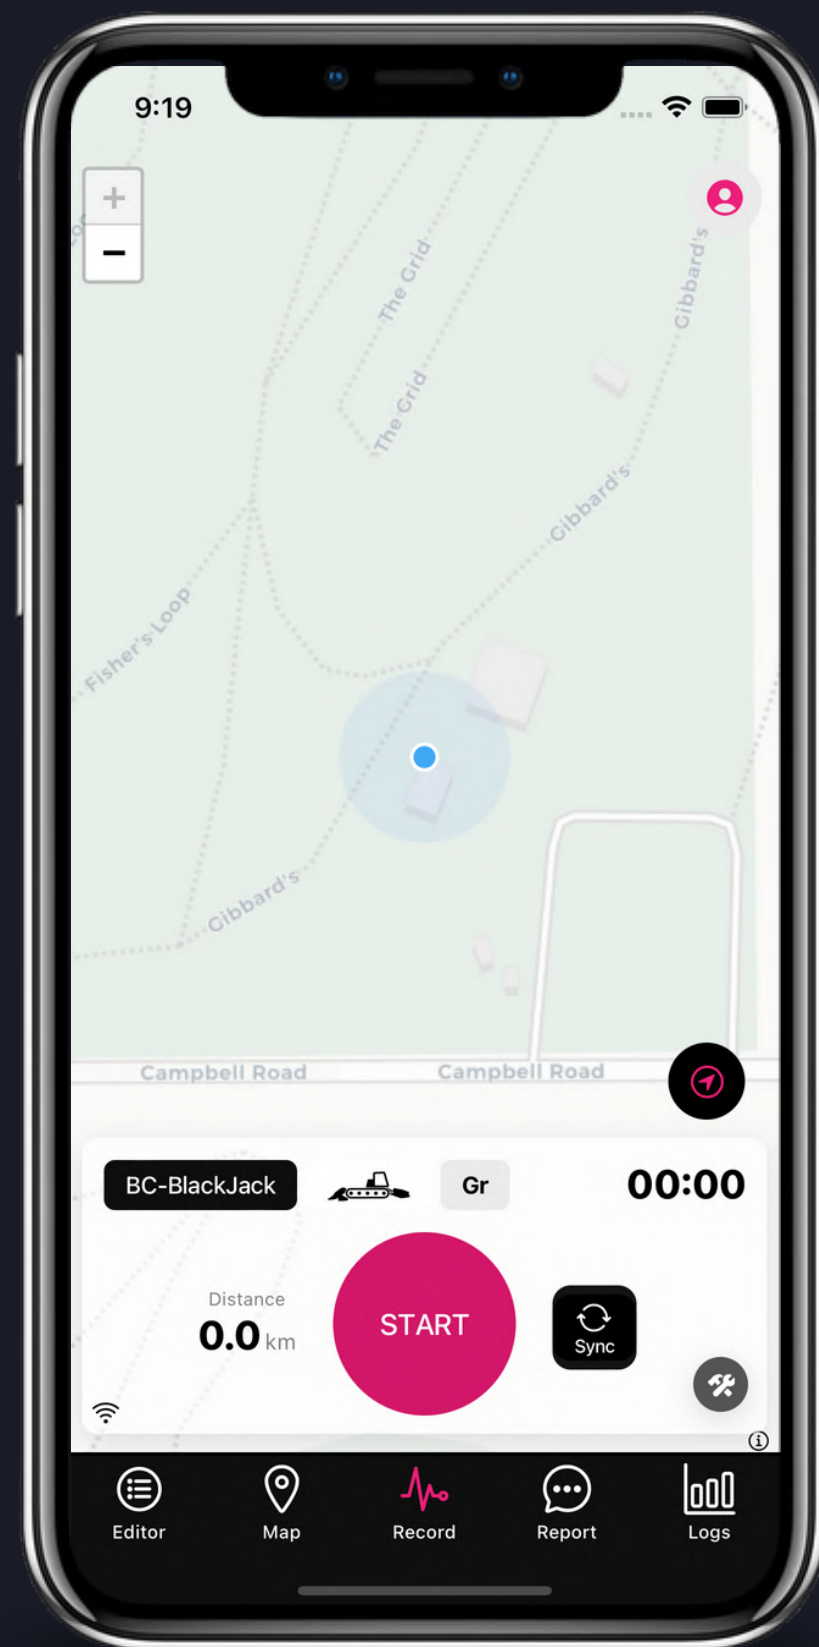 9:19
+
−
The Grid
Gibbard's
The Grid
Gibbard's
Fisher's Loop
Gibbard's
Campbell Road
Campbell Road
BC-BlackJack
Gr
00:00
Distance
0.0 km
START
Sync
Editor
Map
Record
Report
Logs